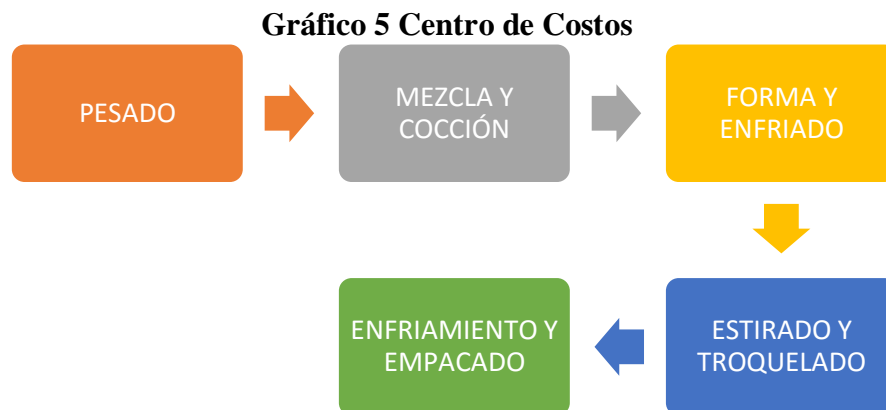 Gráfico 5 Centro de Costos
PESADO
MEZCLA Y
COCCIÓN
FORMA Y
ENFRIADO
ESTIRADO Y
TROQUELADO
ENFRIAMIENTO Y
EMPACADO